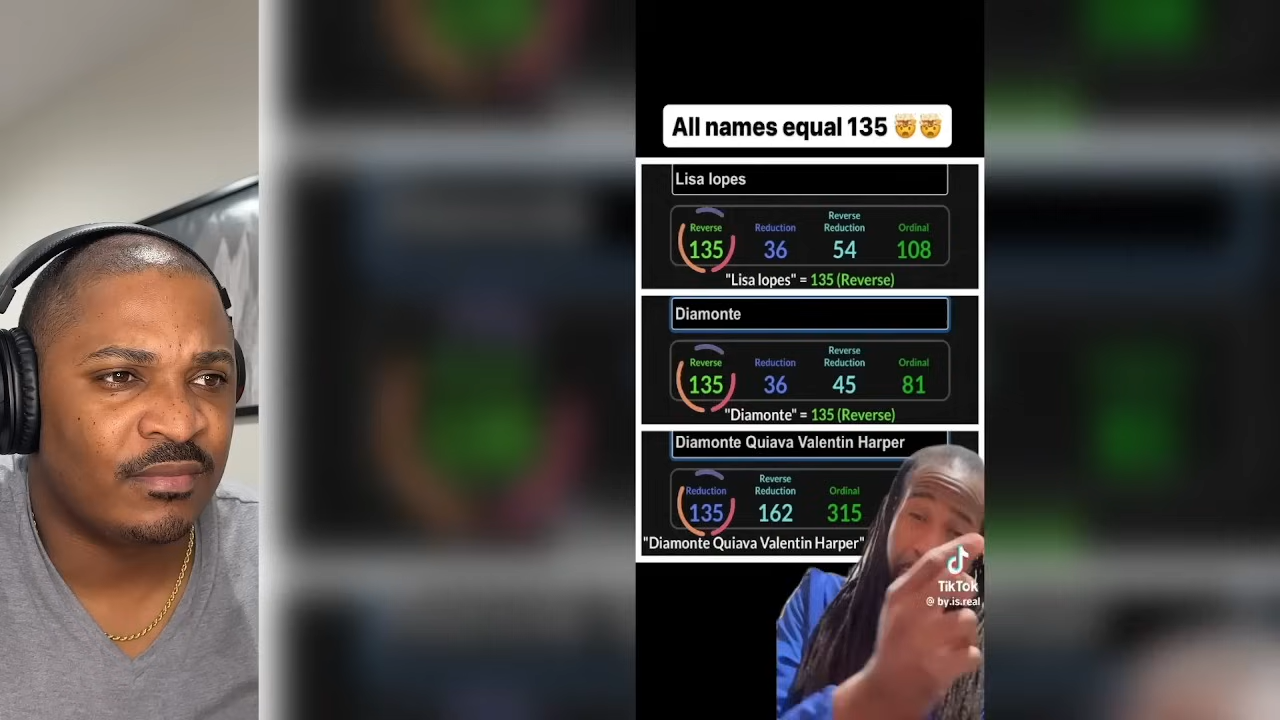 All names equal 135 🤯🤯
Lisa lopes
Reverse
135
Reduction
36
Reverse
Reduction
54
Ordinal
108
"Lisa lopes" = 135 (Reverse)
Diamonte
Reverse
135
Reduction
36
Reverse
Reduction
45
Ordinal
81
"Diamonte" = 135 (Reverse)
Diamonte Quiava Valentin Harper
Reduction
135
Reverse
Reduction
162
Ordinal
315
"Diamonte Quiava Valentin Harper"
TikTok
@ by.is.real